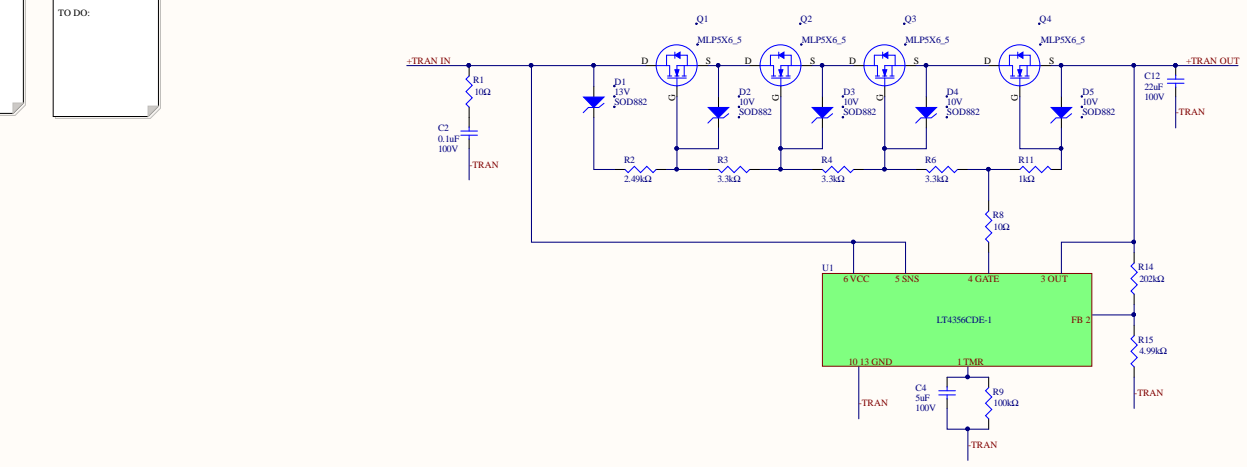 TO DO:
Q1
MLP5X6_5
Q2
MLP5X6_5
Q3
MLP5X6_5
Q4
MLP5X6_5
+TRAN IN
D
S
G
D
S
G
D
S
G
D
S
G
+TRAN OUT
R1
10Ω
C2
0.1uF
100V
-TRAN
D1
13V
SOD882
D2
10V
SOD882
D3
10V
SOD882
D4
10V
SOD882
D5
10V
SOD882
C12
22uF
100V
-TRAN
R2
2.49kΩ
R3
3.3kΩ
R4
3.3kΩ
R6
3.3kΩ
R11
1kΩ
R8
10Ω
U1
6 VCC
5 SNS
4 GATE
3 OUT
LT4356CDE-1
FB 2
10 13 GND
1 TMR
R14
202kΩ
R15
4.99kΩ
-TRAN
-TRAN
C4
5uF
100V
R9
100kΩ
-TRAN